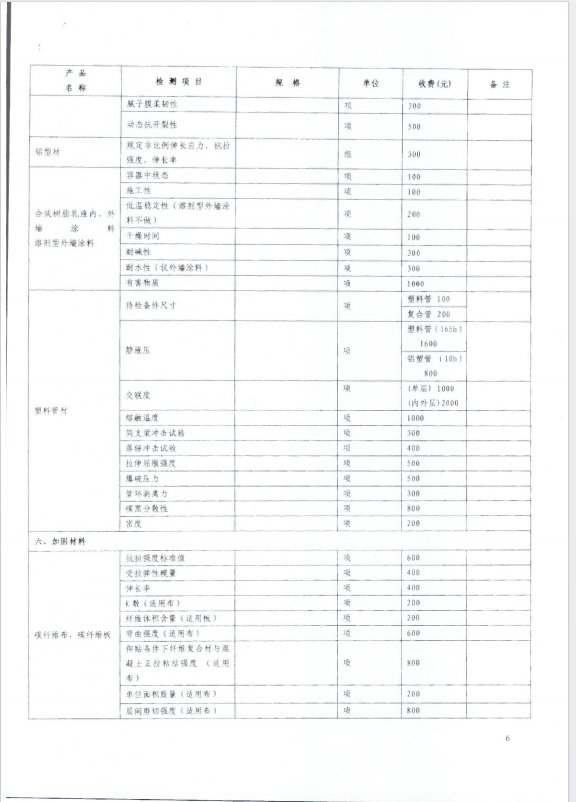 产品
名称 检测项目 规格 单位 收费(元) 备注
腻子膜柔韧性 项 300
动态抗开裂性 项 500
铝型材 规定非比例伸长应力、抗拉
强度、伸长率 组 300
合成树脂乳液内、外
墙涂料
溶剂型外墙涂料
容器中状态 项 100
施工性 项 100
低温稳定性(溶剂型外墙涂
料不做) 项 200
干燥时间 项 100
耐碱性 项 300
耐水性(仅外墙涂料) 项 300
有害物质 项 1000
塑料管材
待检备件尺寸 项 塑料管 100
复合管 200
静液压 项 塑料管(165h)
1600
铝塑管 (10h)
800
交联度 项 (单层) 1000
(内外层)2000
熔融温度 项 1000
简支梁冲击试验 项 300
落锤冲击试验 项 400
拉伸屈服强度 项 500
爆破压力 项 500
管环剥离力 项 300
碳黑分散性 项 800
密度 项 200
六、加固材料
碳纤维布、碳纤维板
抗拉强度标准值 项 600
受拉弹性模量 项 400
伸长率 项 400
K数(适用布) 项 200
纤维体积含量(适用板) 项 200
弯曲强度(适用布) 项 600
仰贴条件下纤维复合材与混
凝土正拉粘结强度 (适用
布) 项 800
单位面积质量(适用布) 项 200
层间剪切强度(适用布) 项 800
6